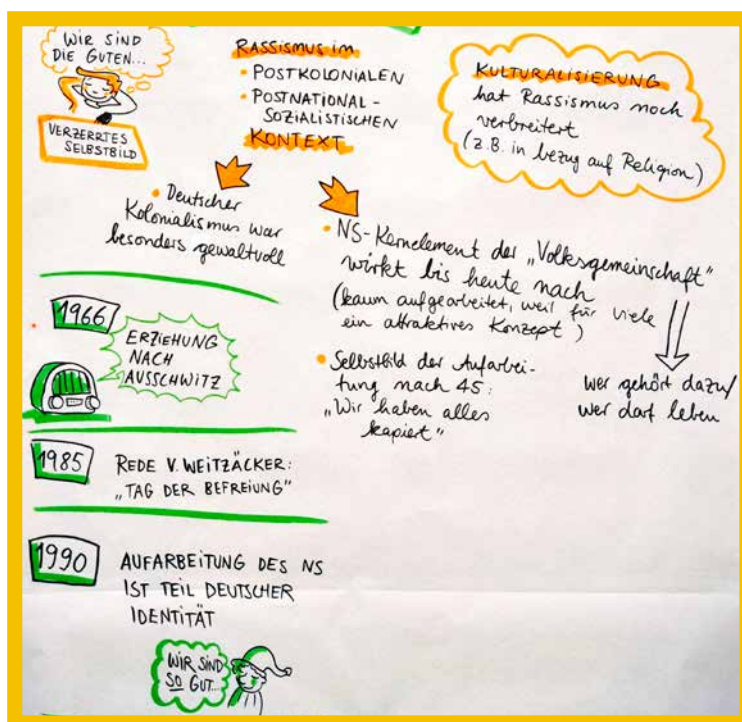 WIR SIND
DIE GUTEN...
VERZERRTES
SELBSTBILD
RASSISMUS IM
• POSTKOLONIALEN
• POSTNATIONAL-
SOZIALISTISCHEN
KONTEXT
KULTURALISIERUNG
hat Rassismus noch
verbreitert
(z.B. in bezug auf Religion)
• Deutscher
Kolonialismus war
besonders gewaltvoll
• NS-Kernelement der „Volksgemeinschaft"
wirkt bis heute nach
(kaum aufgearbeitet, weil für viele
ein attraktives Konzept)
wer gehört dazu/
wer darf leben
• Selbstbild der Aufarbei-
tung nach 45:
„Wir haben alles
kapiert"
1966
ERZIEHUNG
NACH
AUSSCHWITZ
1985
REDE V. WEITZÄCKER:
„TAG DER BEFREIUNG"
1990
AUFARBEITUNG DES NS
IST TEIL DEUTSCHER
IDENTITÄT
WIR SIND
SO GUT...